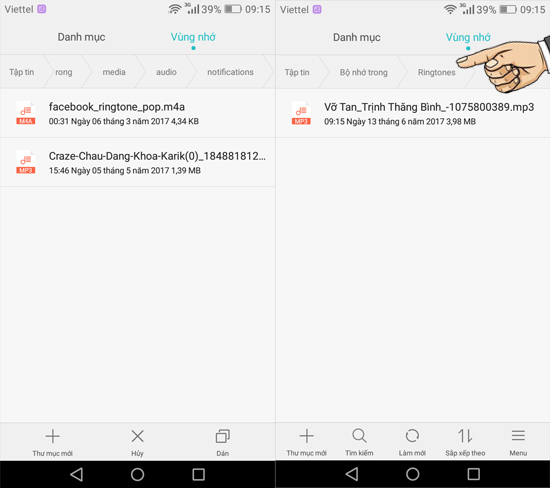 Viettel 3G 39% 09:15
Danh mục Vùng nhớ
Tập tin rong media audio notifications
facebook_ringtone_pop.m4a
00:31 Ngày 06 tháng 3 năm 2017 4,34 KB
M4A
Craze-Chau-Dang-Khoa-Karik(0)_184881812...
15:46 Ngày 05 tháng 5 năm 2017 1,39 MB
MP3
Thư mục mới Hủy Dán
Viettel 3G 39% 09:15
Danh mục Vùng nhớ
Tập tin Bộ nhớ trong Ringtones
Vỡ Tan_Trịnh Thăng Bình_-1075800389.mp3
09:15 Ngày 13 tháng 6 năm 2017 3,98 MB
MP3
Thư mục mới Tìm kiếm Làm mới Sắp xếp theo Menu